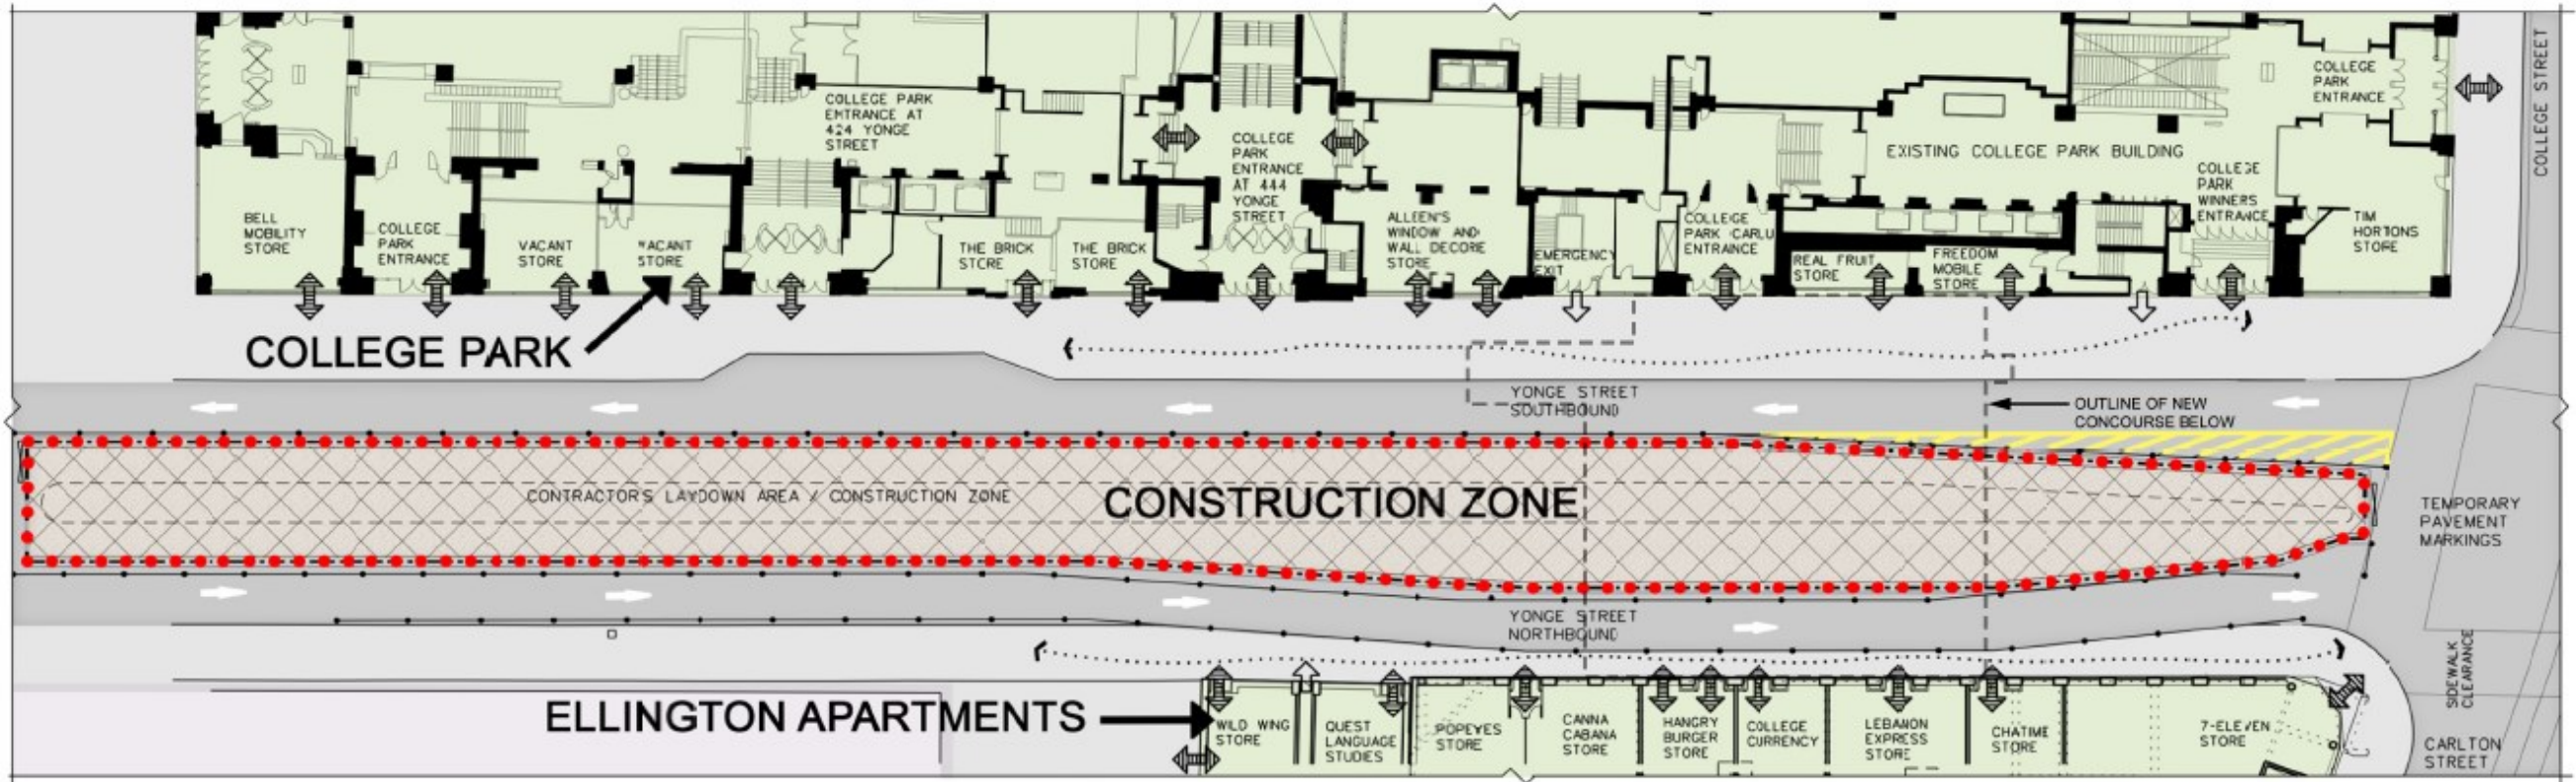 COLLEGE STREET
COLLEGE
PARK
ENTRANCE
COLLEGE PARK
ENTRANCE AT
424 YONGE
STREET
COLLEGE
PARK
ENTRANCE
AT 444
YONGE
STREET
EXISTING COLLEGE PARK BUILDING
COLLEGE
PARK
WINNERS
ENTRANCE
BELL
MOBILITY
STORE
COLLEGE
PARK
ENTRANCE
VACANT
STORE
VACANT
STORE
THE BRICK
STORE
THE BRICK
STORE
ALLEEN'S
WINDOW AND
WALL DECORE
STORE
EMERGENCY
EXIT
COLLEGE
PARK CARLU
ENTRANCE
REAL FRUIT
STORE
FREEDOM
MOBILE
STORE
TIM
HORTIONS
STORE
COLLEGE PARK
YONGE STREET
SOUTHBOUND
OUTLINE OF NEW
CONCOURSE BELOW
CONTRACTORS LAYDOWN AREA / CONSTRUCTION ZONE
CONSTRUCTION ZONE
TEMPORARY
PAVEMENT
MARKINGS
YONGE STREET
NORTHBOUND
SIDEWALK
CLEARANCE
ELLINGTON APARTMENTS
WILD WING
STORE
QUEST
LANGUAGE
STUDIES
POPEYES
STORE
CANNA
CABANA
STORE
HANGRY
BURGER
STORE
COLLEGE
CURRENCY
LEBANON
EXPRESS
STORE
CHATIME
STORE
7-ELEVEN
STORE
CARLTON
STREET